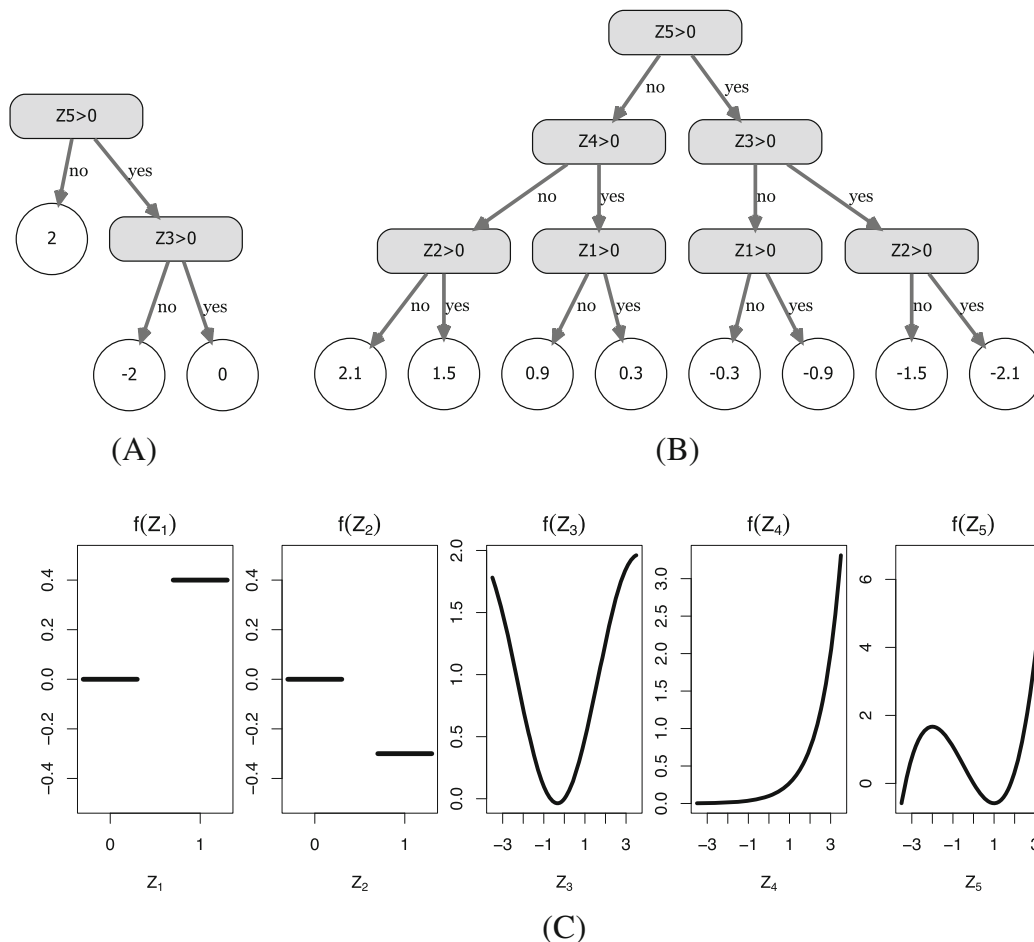 Z5>0
no
yes
2
Z3>0
no
yes
-2
0
(A)
Z5>0
no
yes
Z4>0
Z3>0
no
yes
no
yes
Z2>0
Z1>0
Z1>0
Z2>0
no
yes
no
yes
no
yes
no
yes
2.1
1.5
0.9
0.3
-0.3
-0.9
-1.5
-2.1
(B)
f(Z1)
0.4
0.2
0.0
−0.2
−0.4
0
1
Z1
f(Z2)
0.4
0.2
0.0
−0.2
−0.4
0
1
Z2
f(Z3)
2.0
1.5
1.0
0.5
0.0
−3
−1
1
3
Z3
f(Z4)
3.0
2.5
2.0
1.5
1.0
0.5
0.0
−3
−1
1
3
Z4
f(Z5)
6
4
2
0
−3
−1
1
3
Z5
(C)